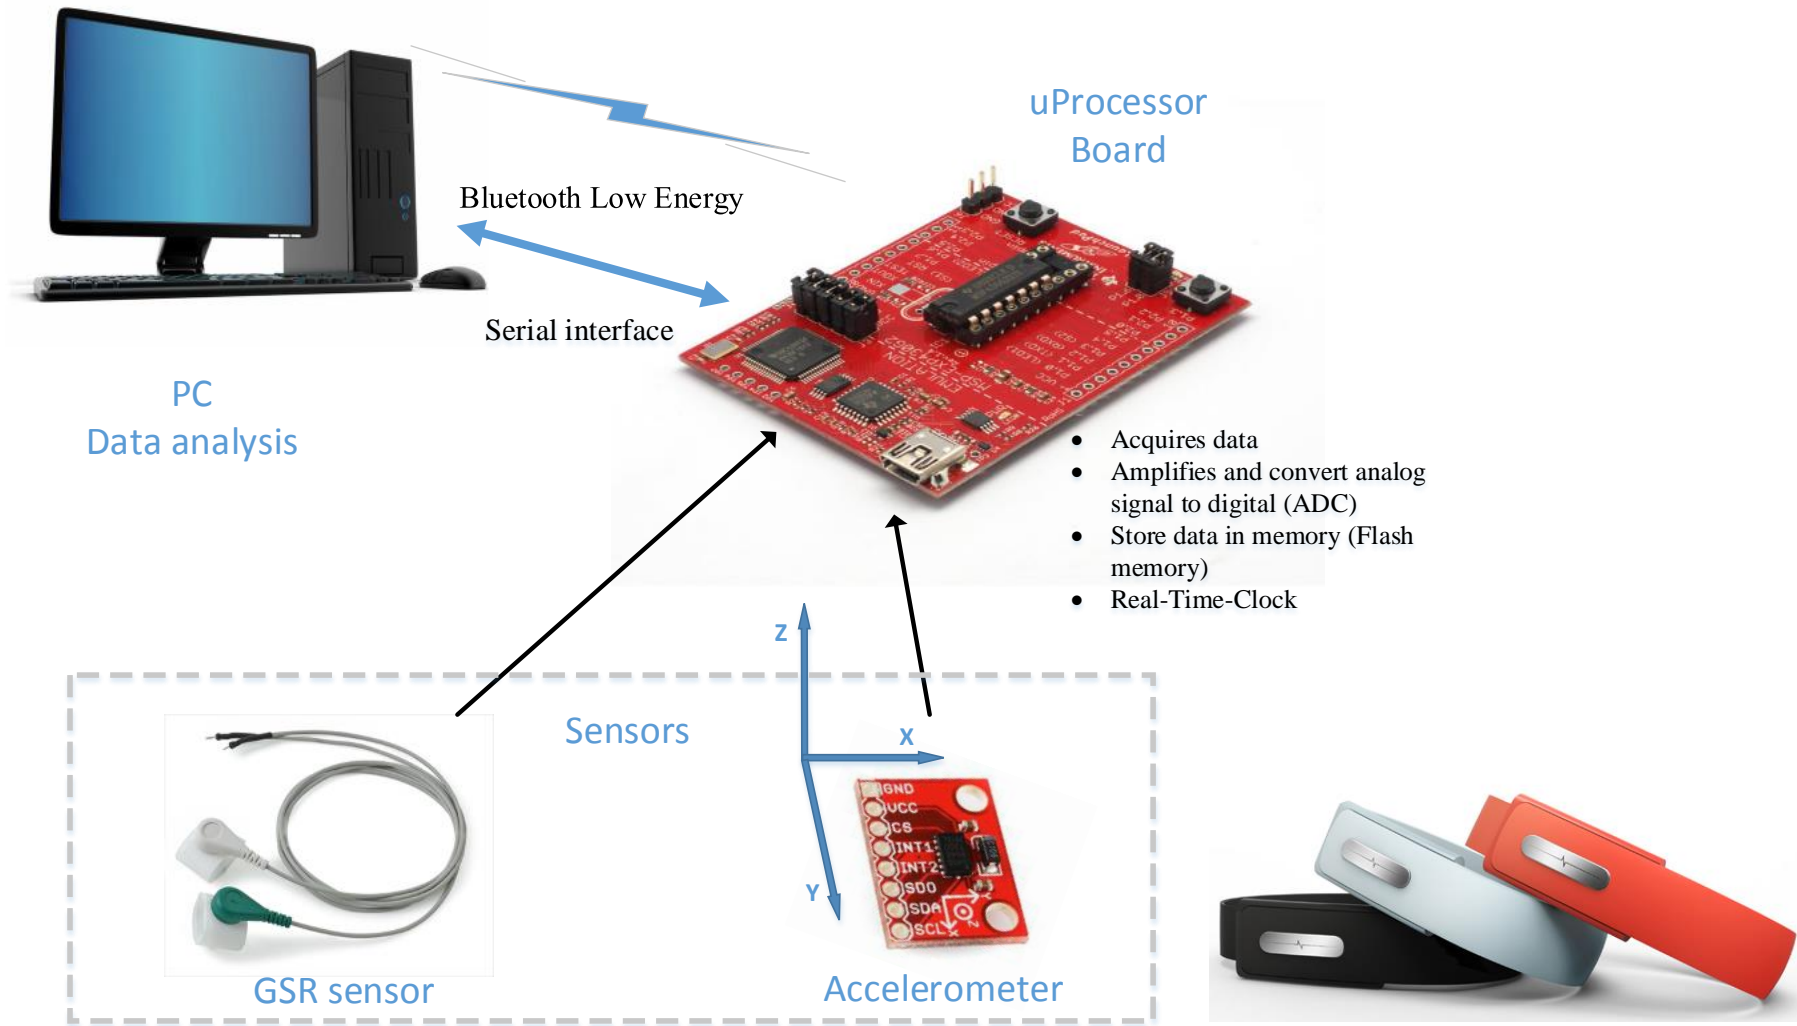 uProcessor
Board
Bluetooth Low Energy
Serial interface
PC
Data analysis
• Acquires data
• Amplifies and convert analog
signal to digital (ADC)
• Store data in memory (Flash
memory)
• Real-Time-Clock
Z
X
Y
Sensors
GND
VCC
CS
INT1
INT2
SDO
SDA
SCL
X
Y
Z
GSR sensor
Accelerometer